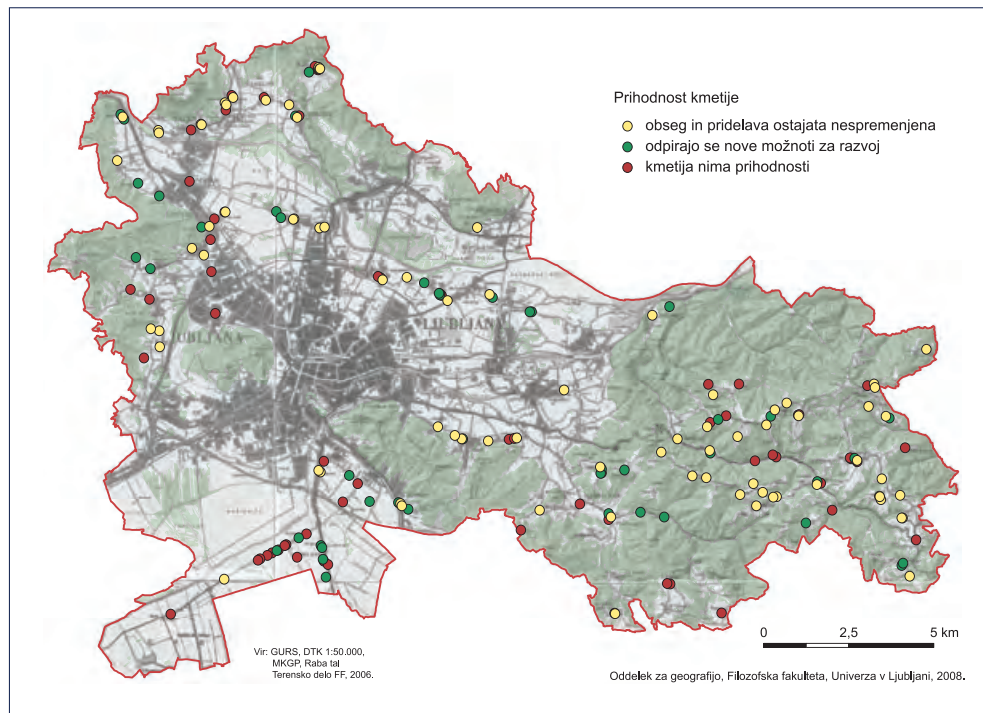 Prihodnost kmetije
obseg in pridelava ostajata nespremenjena
odpirajo se nove možnoti za razvoj
kmetija nima prihodnosti
LJUBLJANA
0 2,5 5 km
Vir: GURS, DTK 1:50.000,
MKGP, Raba tal
Terensko delo FF, 2006.
Oddelek za geografijo, Filozofska fakulteta, Univerza v Ljubljani, 2008.